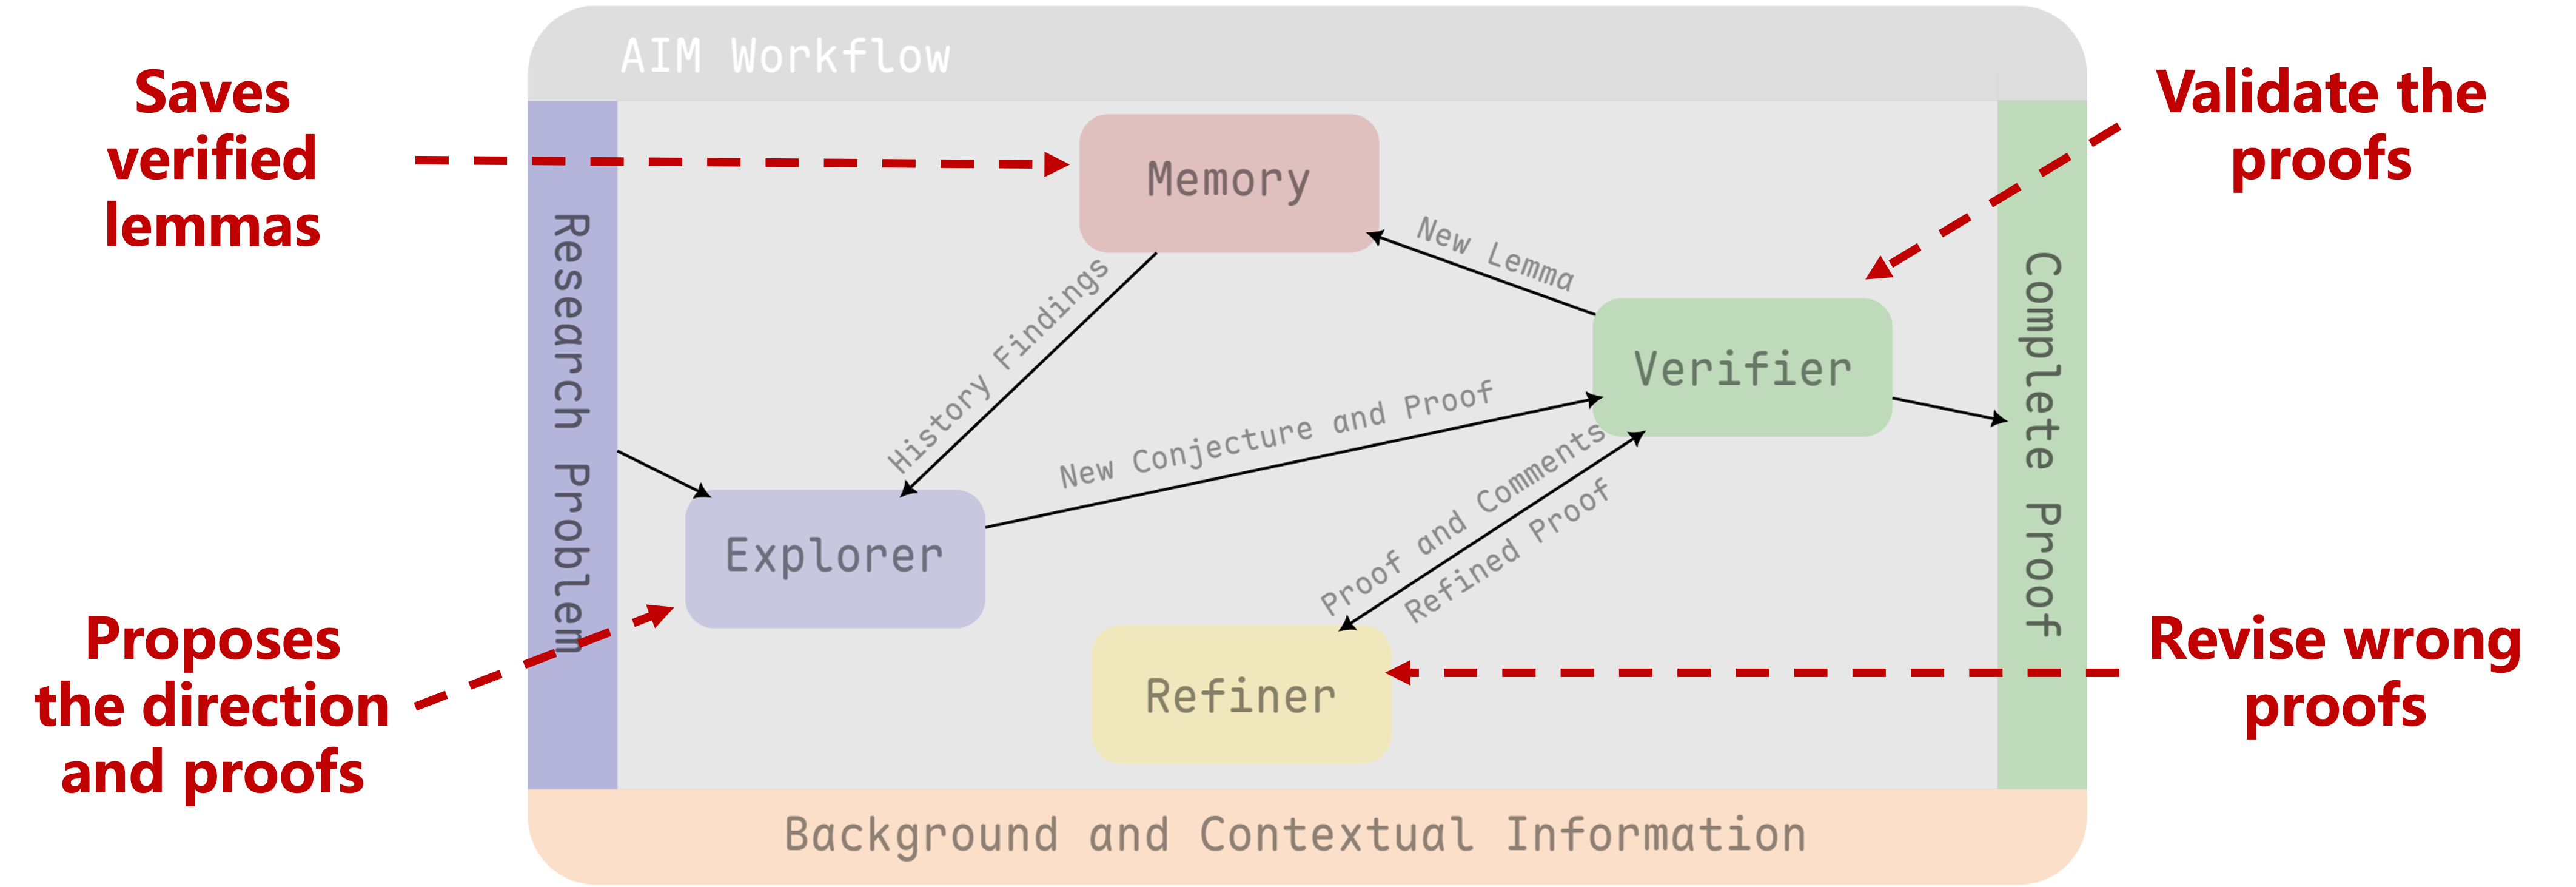 AIM Workflow
Saves
verified
lemmas
Validate the
proofs
Memory
New Lemma
History Findings
Research Problem
Complete Proof
Verifier
New Conjecture and Proof
Explorer
Proof and Comments
Refined Proof
Proposes
the direction
and proofs
Refiner
Revise wrong
proofs
Background and Contextual Information